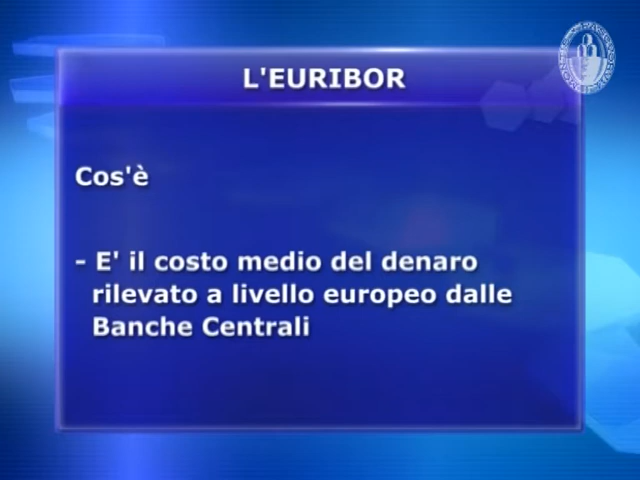 L'EURIBOR
Cos'è
- E' il costo medio del denaro
rilevato a livello europeo dalle
Banche Centrali